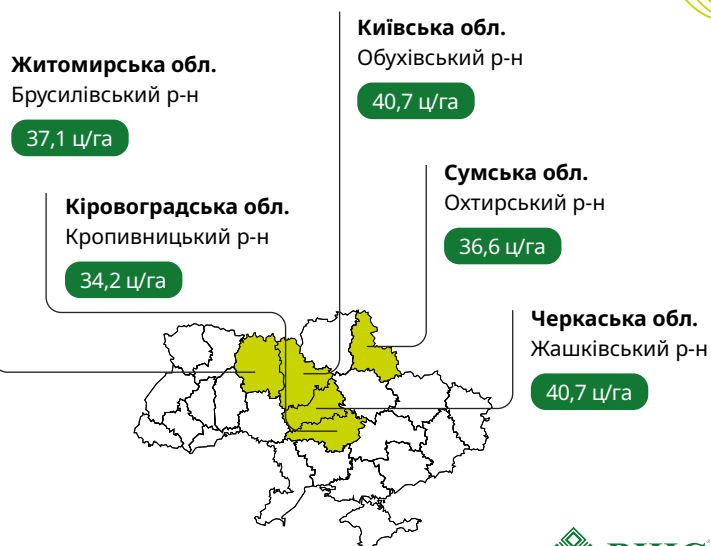 Київська обл.
Обухівський р-н
40,7 ц/га
Житомирська обл.
Брусилівський р-н
37,1 ц/га
Сумська обл.
Охтирський р-н
36,6 ц/га
Кіровоградська обл.
Кропивницький р-н
34,2 ц/га
Черкаська обл.
Жашківський р-н
40,7 ц/га